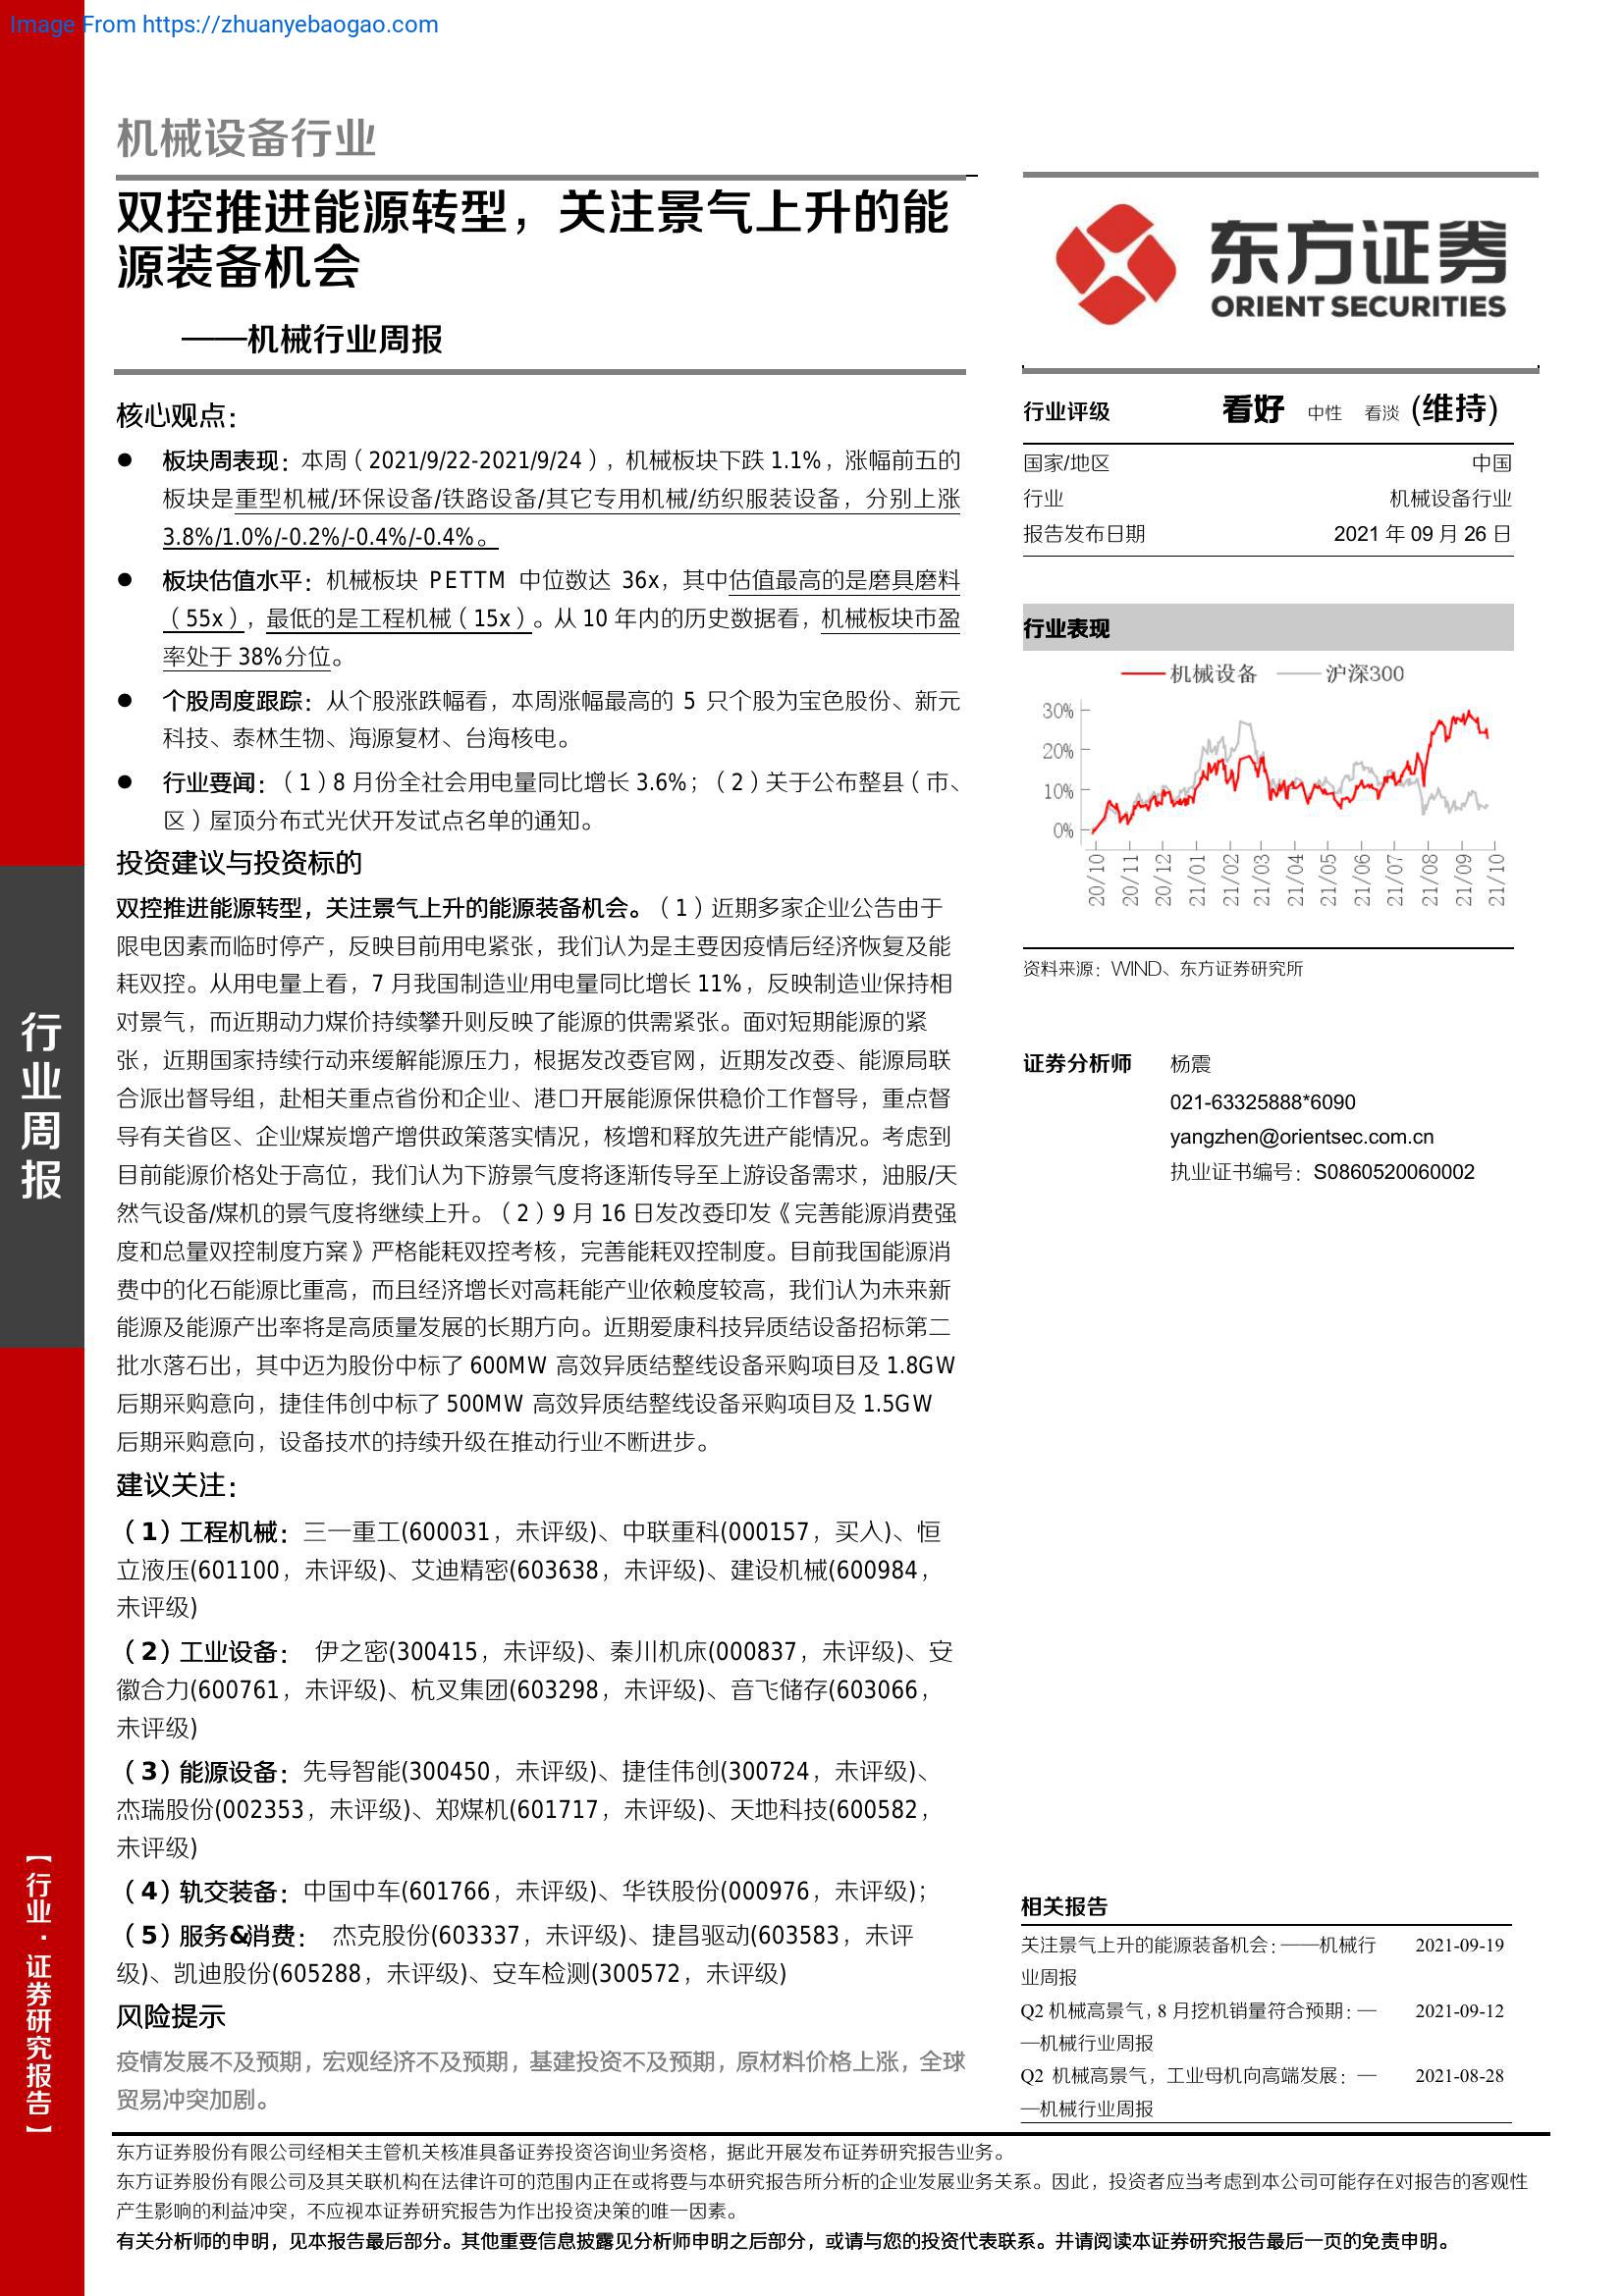 Image From https://zhuanyebaogao.com
机械设备行业
双控推进能源转型，关注景气上升的能
源装备机会
——机械行业周报
核心观点：
● 板块周表现：本周（2021/9/22-2021/9/24），机械板块下跌 1.1%，涨幅前五的
板块是重型机械/环保设备/铁路设备/其它专用机械/纺织服装设备，分别上涨
3.8%/1.0%/-0.2%/-0.4%/-0.4%。
● 板块估值水平：机械板块 PETTM 中位数达 36x，其中估值最高的是磨具磨料
（55x），最低的是工程机械（15x）。从 10 年内的历史数据看，机械板块市盈
率处于 38%分位。
● 个股周度跟踪：从个股涨跌幅看，本周涨幅最高的 5 只个股为宝色股份、新元
科技、泰林生物、海源复材、台海核电。
● 行业要闻：（1）8 月份全社会用电量同比增长 3.6%；（2）关于公布整县（市、
区）屋顶分布式光伏开发试点名单的通知。
投资建议与投资标的
双控推进能源转型，关注景气上升的能源装备机会。（1）近期多家企业公告由于
限电因素而临时停产，反映目前用电紧张，我们认为是主要因疫情后经济恢复及能
耗双控。从用电量上看，7 月我国制造业用电量同比增长 11%，反映制造业保持相
对景气，而近期动力煤价持续攀升则反映了能源的供需紧张。面对短期能源的紧
张，近期国家持续行动来缓解能源压力，根据发改委官网，近期发改委、能源局联
合派出督导组，赴相关重点省份和企业、港口开展能源保供稳价工作督导，重点督
导有关省区、企业煤炭增产增供政策落实情况，核增和释放先进产能情况。考虑到
目前能源价格处于高位，我们认为下游景气度将逐渐传导至上游设备需求，油服/天
然气设备/煤机的景气度将继续上升。（2）9 月 16 日发改委印发《完善能源消费强
度和总量双控制度方案》严格能耗双控考核，完善能耗双控制度。目前我国能源消
费中的化石能源比重高，而且经济增长对高耗能产业依赖度较高，我们认为未来新
能源及能源产出率将是高质量发展的长期方向。近期爱康科技异质结设备招标第二
批水落石出，其中迈为股份中标了 600MW 高效异质结整线设备采购项目及 1.8GW
后期采购意向，捷佳伟创中标了 500MW 高效异质结整线设备采购项目及 1.5GW
后期采购意向，设备技术的持续升级在推动行业不断进步。
建议关注：
（1）工程机械：三一重工(600031，未评级)、中联重科(000157，买入)、恒
立液压(601100，未评级)、艾迪精密(603638，未评级)、建设机械(600984，
未评级)
（2）工业设备： 伊之密(300415，未评级)、秦川机床(000837，未评级)、安
徽合力(600761，未评级)、杭叉集团(603298，未评级)、音飞储存(603066，
未评级)
（3）能源设备：先导智能(300450，未评级)、捷佳伟创(300724，未评级)、
杰瑞股份(002353，未评级)、郑煤机(601717，未评级)、天地科技(600582，
未评级)
（4）轨交装备：中国中车(601766，未评级)、华铁股份(000976，未评级)；
（5）服务&消费： 杰克股份(603337，未评级)、捷昌驱动(603583，未评
级)、凯迪股份(605288，未评级)、安车检测(300572，未评级)
风险提示
疫情发展不及预期，宏观经济不及预期，基建投资不及预期，原材料价格上涨，全球
贸易冲突加剧。
东方证券
ORIENT SECURITIES
行业评级 看好 中性 看淡 (维持)
国家/地区 中国
行业 机械设备行业
报告发布日期 2021 年 09 月 26 日
行业表现
机械设备 沪深300
30%
20%
10%
0%
20/10 20/11 20/12 21/01 21/02 21/03 21/04 21/05 21/06 21/07 21/08 21/09 21/10
资料来源：WIND、东方证券研究所
证券分析师 杨震
021-63325888*6090
yangzhen@orientsec.com.cn
执业证书编号：S0860520060002
相关报告
关注景气上升的能源装备机会：——机械行 2021-09-19
业周报
Q2 机械高景气，8 月挖机销量符合预期：— 2021-09-12
—机械行业周报
Q2 机械高景气，工业母机向高端发展：— 2021-08-28
—机械行业周报
行业周报
【行业·证券研究报告】
东方证券股份有限公司经相关主管机关核准具备证券投资咨询业务资格，据此开展发布证券研究报告业务。
东方证券股份有限公司及其关联机构在法律许可的范围内正在或将要与本研究报告所分析的企业发展业务关系。因此，投资者应当考虑到本公司可能存在对报告的客观性
产生影响的利益冲突，不应视本证券研究报告为作出投资决策的唯一因素。
有关分析师的申明，见本报告最后部分。其他重要信息披露见分析师申明之后部分，或请与您的投资代表联系。并请阅读本证券研究报告最后一页的免责申明。